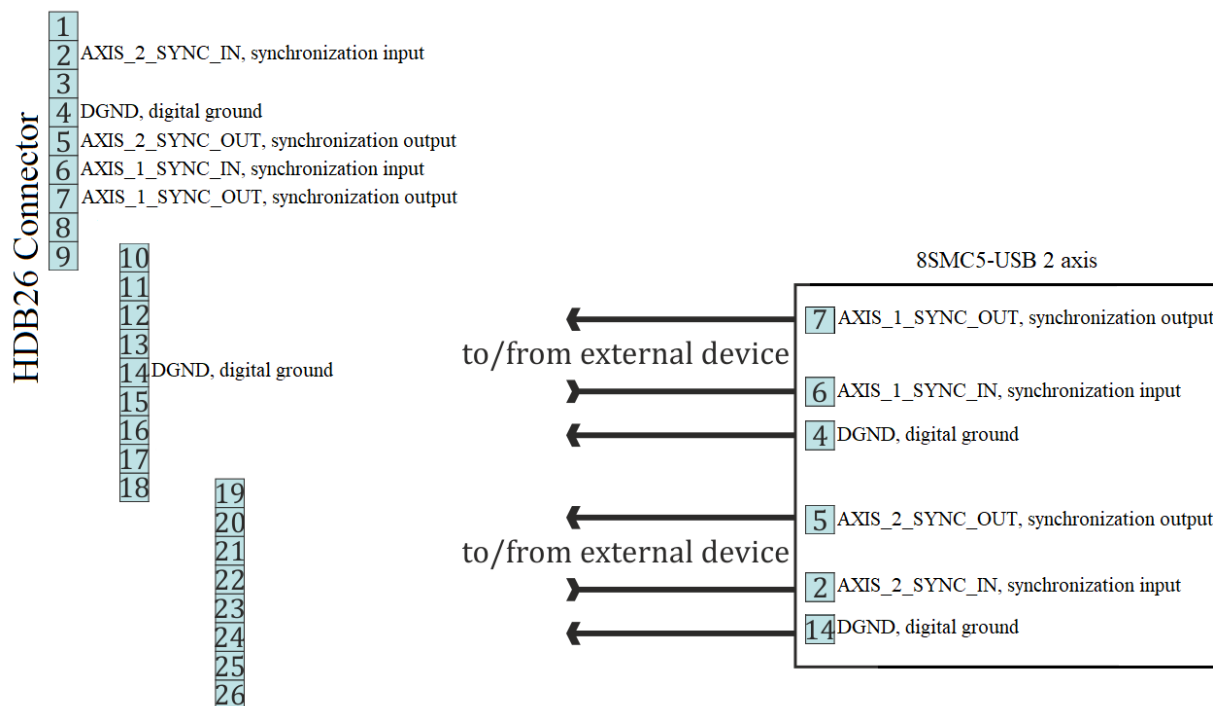 HDB26 Connector
1
2 AXIS_2_SYNC_IN, synchronization input
3
4 DGND, digital ground
5 AXIS_2_SYNC_OUT, synchronization output
6 AXIS_1_SYNC_IN, synchronization input
7 AXIS_1_SYNC_OUT, synchronization output
8
9
10
11
12
13
14 DGND, digital ground
15
16
17
18
19
20
21
22
23
24
25
26
8SMC5-USB 2 axis
7 AXIS_1_SYNC_OUT, synchronization output
to/from external device
6 AXIS_1_SYNC_IN, synchronization input
4 DGND, digital ground
5 AXIS_2_SYNC_OUT, synchronization output
to/from external device
2 AXIS_2_SYNC_IN, synchronization input
14 DGND, digital ground